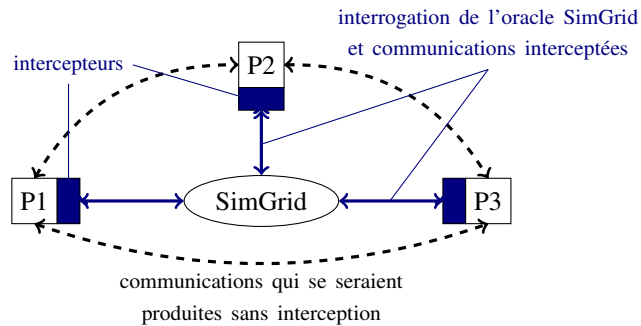 interrogation de l'oracle SimGrid
et communications interceptées
intercepteurs
P2
P1
SimGrid
P3
communications qui se seraient
produites sans interception